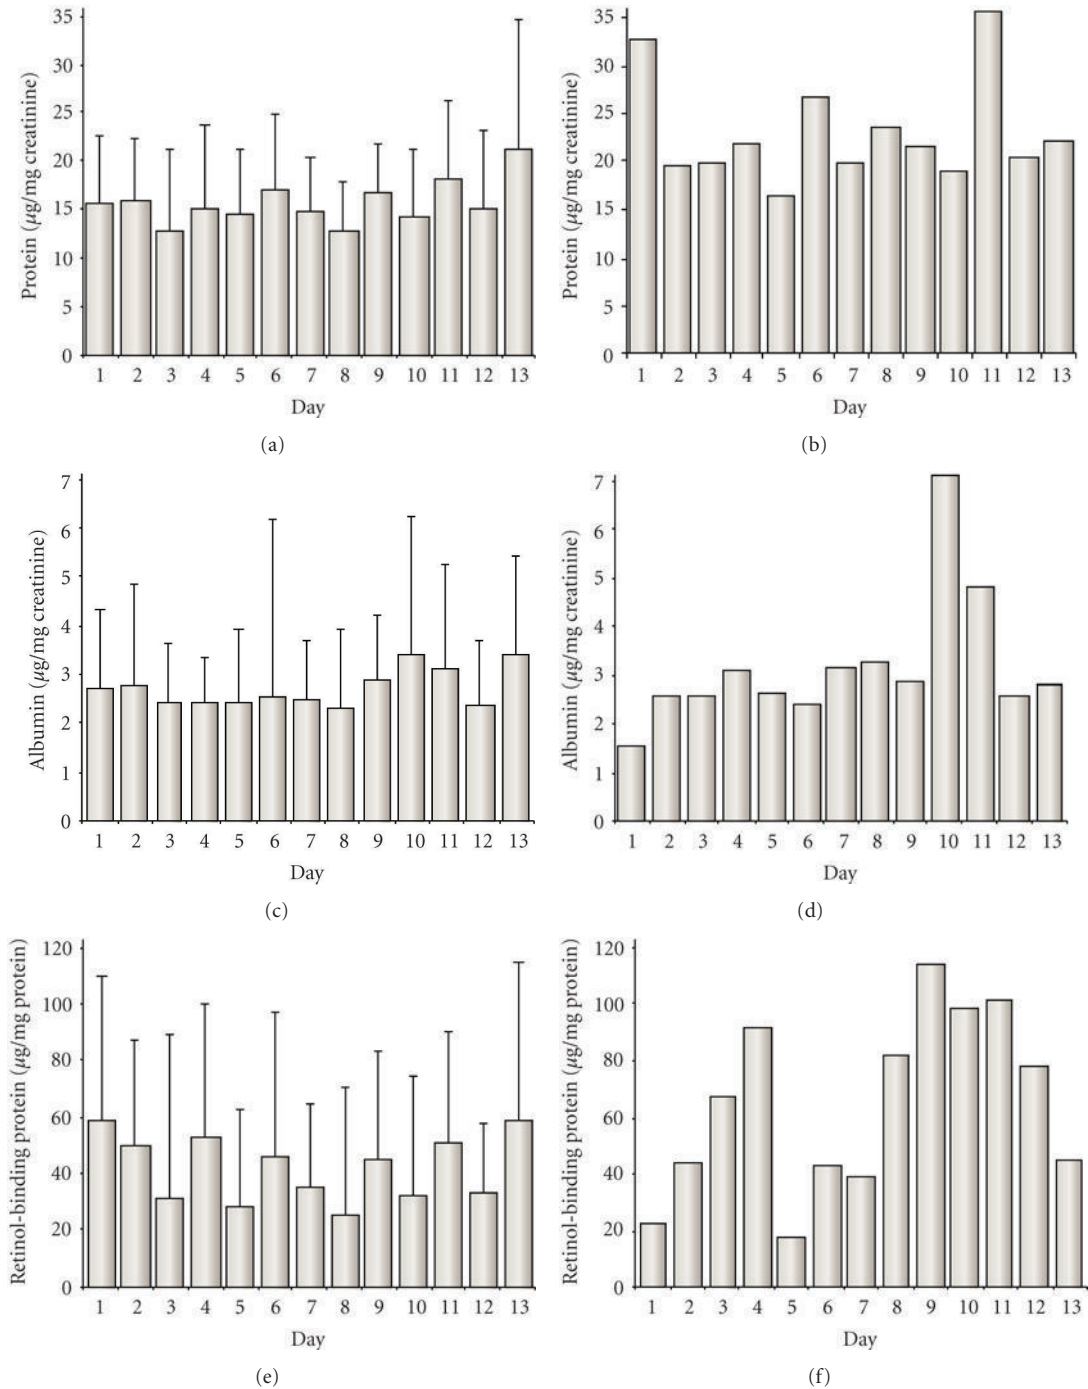 Protein (μg/mg creatinine)
35
30
25
20
15
10
5
0
1 2 3 4 5 6 7 8 9 10 11 12 13
Day
(a)
Protein (μg/mg creatinine)
35
30
25
20
15
10
5
0
1 2 3 4 5 6 7 8 9 10 11 12 13
Day
(b)
Albumin (μg/mg creatinine)
7
6
5
4
3
2
1
0
1 2 3 4 5 6 7 8 9 10 11 12 13
Day
(c)
Albumin (μg/mg creatinine)
7
6
5
4
3
2
1
0
1 2 3 4 5 6 7 8 9 10 11 12 13
Day
(d)
Retinol-binding protein (μg/mg protein)
120
100
80
60
40
20
0
1 2 3 4 5 6 7 8 9 10 11 12 13
Day
(e)
Retinol-binding protein (μg/mg protein)
120
100
80
60
40
20
0
1 2 3 4 5 6 7 8 9 10 11 12 13
Day
(f)